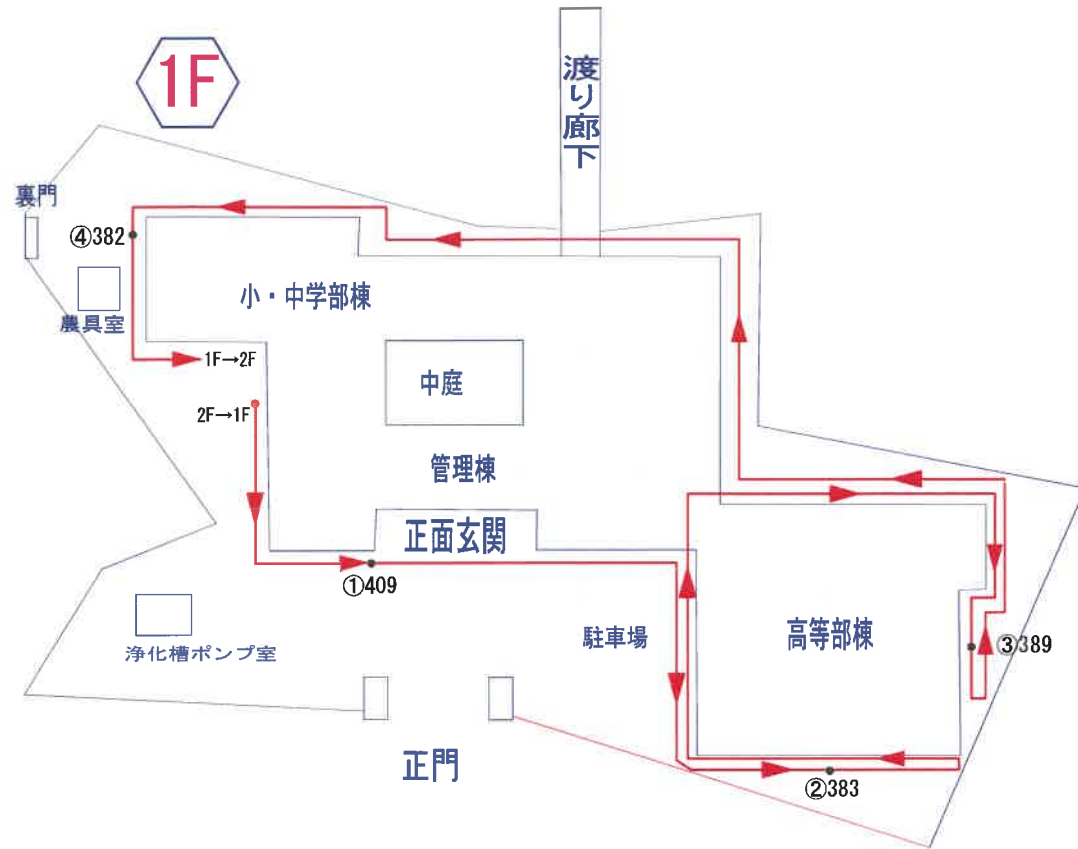 1F
渡り廊下
裏門
④382
小・中学部棟
農具室
1F→2F
中庭
2F→1F
管理棟
正面玄関
①409
駐車場
高等部棟
③389
浄化槽ポンプ室
正門
②383